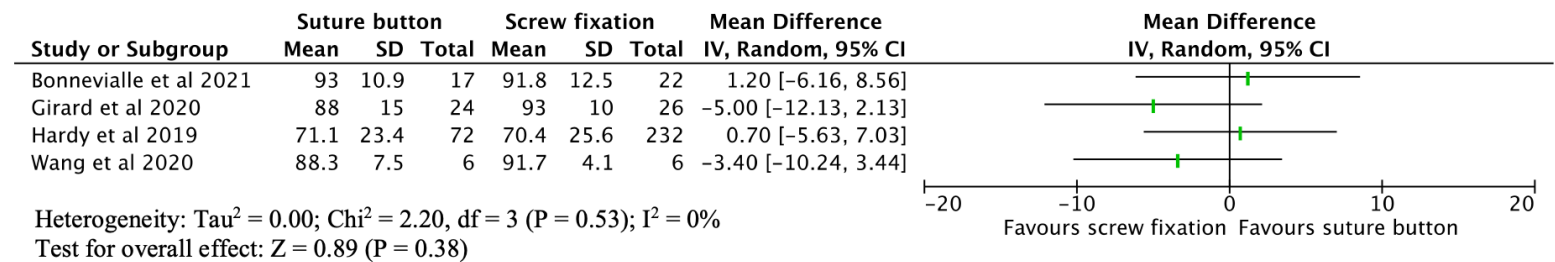 Suture button Screw fixation Mean Difference Mean Difference
Study or Subgroup Mean SD Total Mean SD Total IV, Random, 95% CI IV, Random, 95% CI
Bonnevialle et al 2021 93 10.9 17 91.8 12.5 22 1.20 [−6.16, 8.56]
Girard et al 2020 88 15 24 93 10 26 −5.00 [−12.13, 2.13]
Hardy et al 2019 71.1 23.4 72 70.4 25.6 232 0.70 [−5.63, 7.03]
Wang et al 2020 88.3 7.5 6 91.7 4.1 6 −3.40 [−10.24, 3.44]
−20 −10 0 10 20
Favours screw fixation Favours suture button
Heterogeneity: Tau² = 0.00; Chi² = 2.20, df = 3 (P = 0.53); I² = 0%
Test for overall effect: Z = 0.89 (P = 0.38)